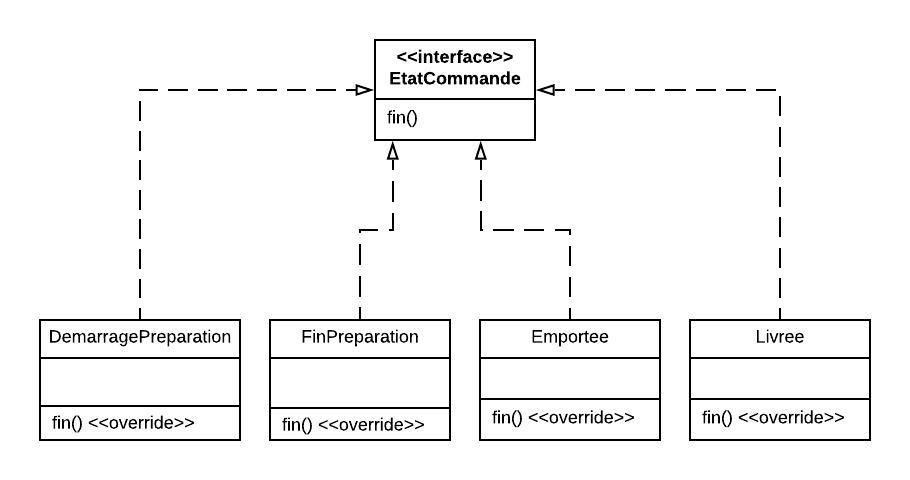 <<interface>>
EtatCommande
fin()
DemarragePreparation
fin() <<override>>
FinPreparation
fin() <<override>>
Emportee
fin() <<override>>
Livree
fin() <<override>>